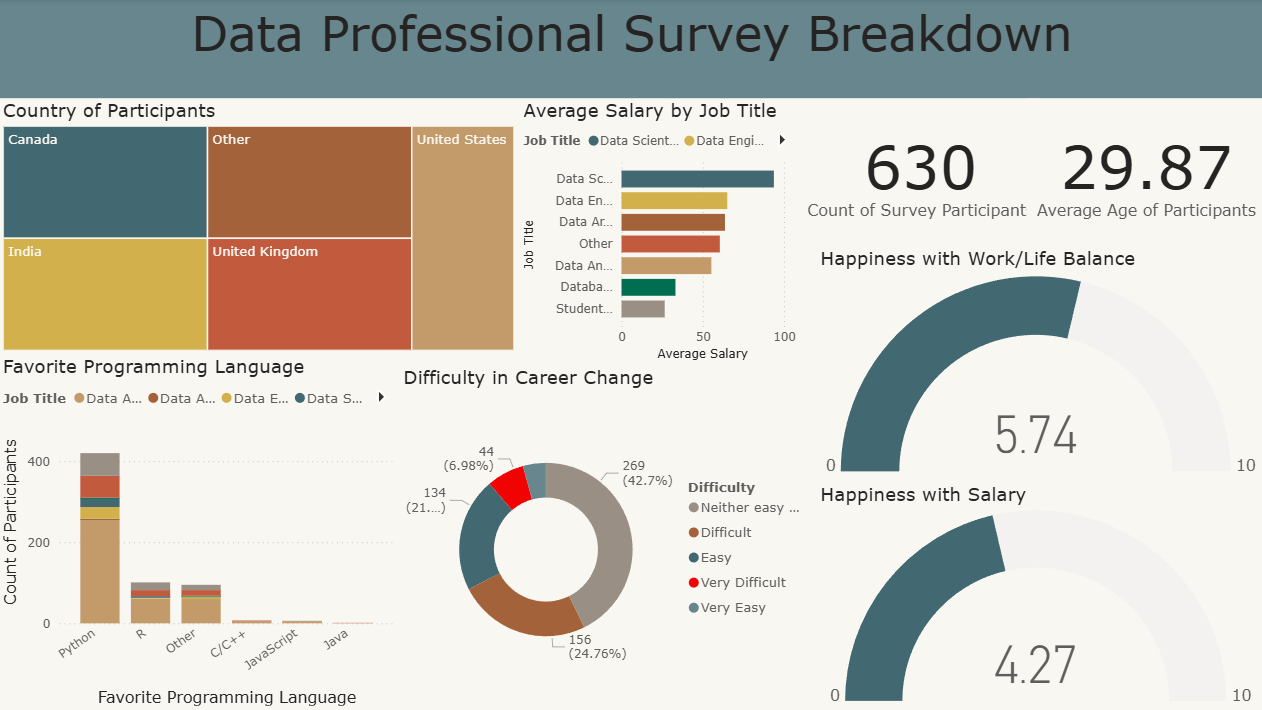 Data Professional Survey Breakdown
Country of Participants
Canada
Other
United States
India
United Kingdom
Average Salary by Job Title
Job Title Data Scient... Data Engi...
Job Title
Data Sc...
Data En...
Data Ar...
Other
Data An...
Databa...
Student...
0 50 100
Average Salary
630
Count of Survey Participant
29.87
Average Age of Participants
Happiness with Work/Life Balance
5.74
0 10
Favorite Programming Language
Job Title Data A... Data A... Data E... Data S...
Count of Participants
400
200
0
Python
R
Other
C/C++
JavaScript
Java
Favorite Programming Language
Difficulty in Career Change
44
(6.98%)
269
(42.7%)
134
(21....)
156
(24.76%)
Difficulty
Neither easy ...
Difficult
Easy
Very Difficult
Very Easy
Happiness with Salary
4.27
0 10